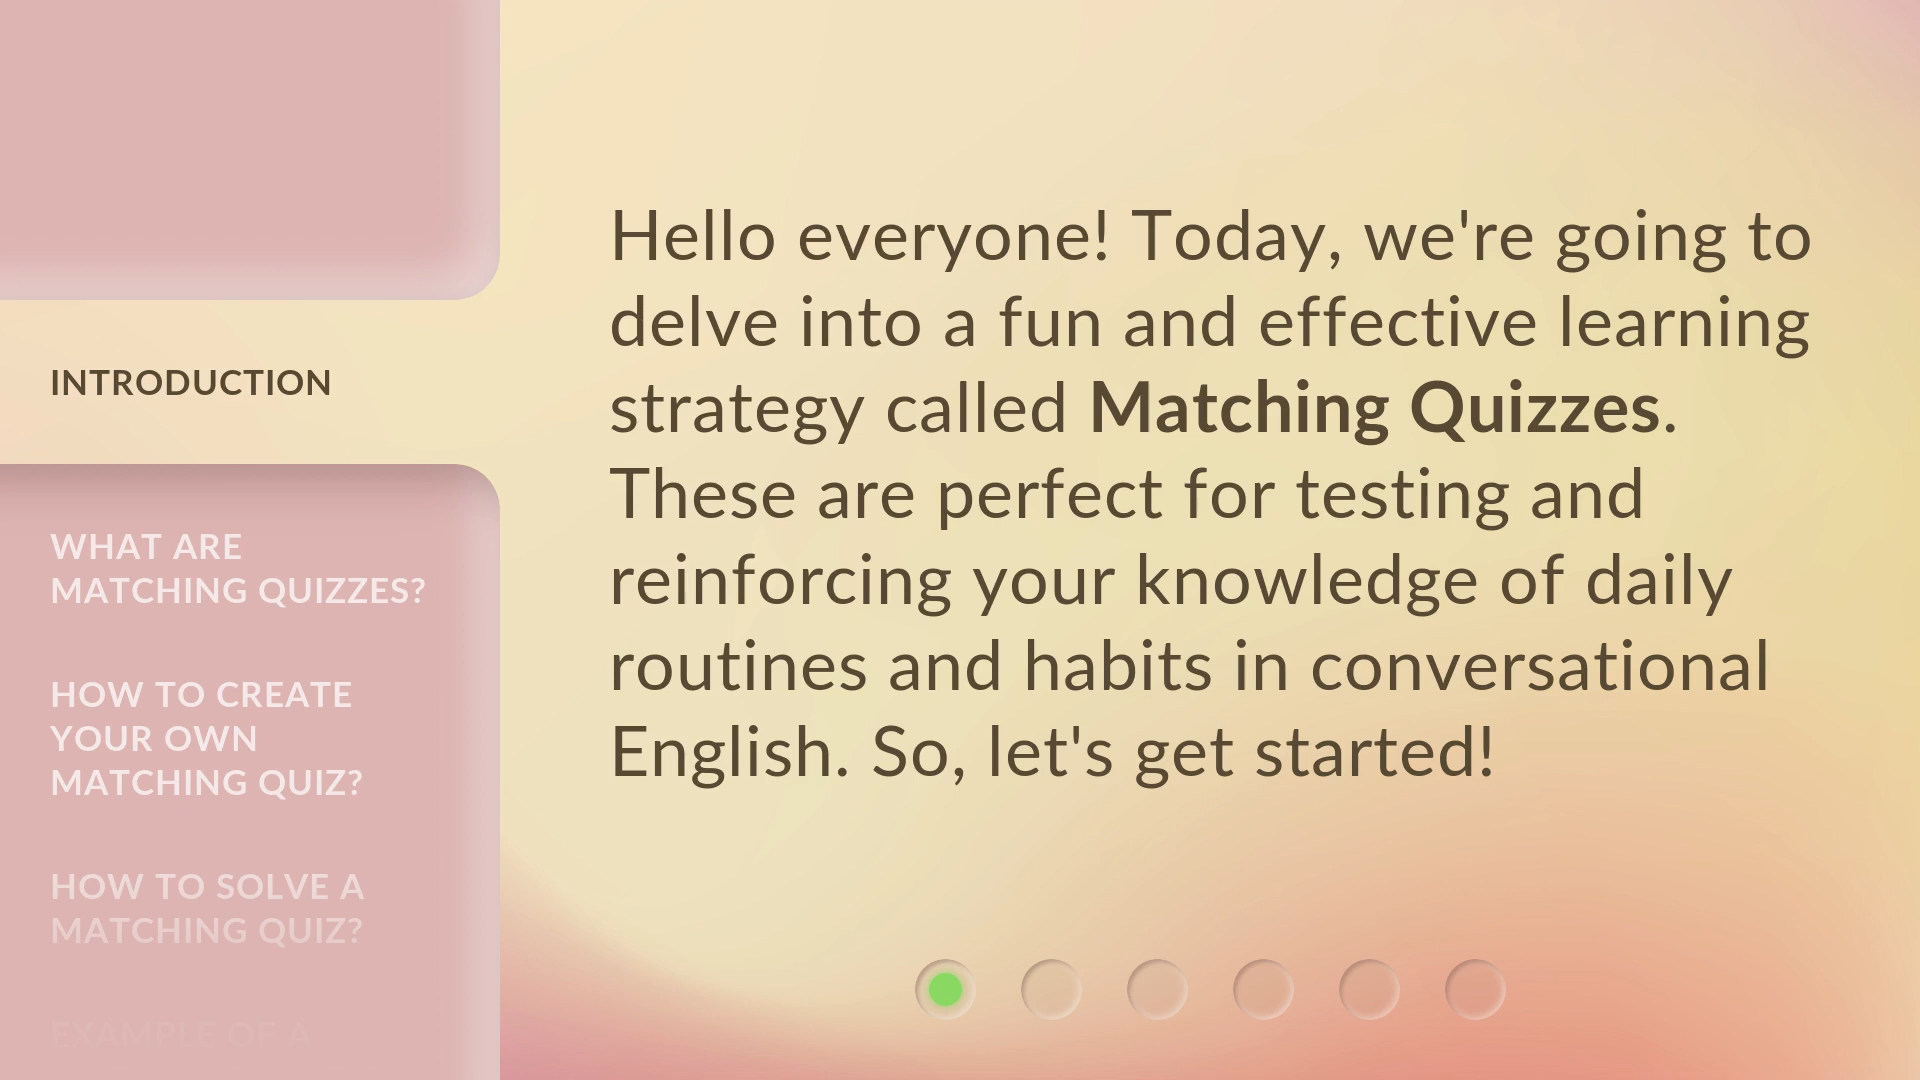 INTRODUCTION
WHAT ARE
MATCHING QUIZZES?
HOW TO CREATE
YOUR OWN
MATCHING QUIZ?
HOW TO SOLVE A
MATCHING QUIZ?
EXAMPLE OF A
Hello everyone! Today, we're going to
delve into a fun and effective learning
strategy called Matching Quizzes.
These are perfect for testing and
reinforcing your knowledge of daily
routines and habits in conversational
English. So, let's get started!